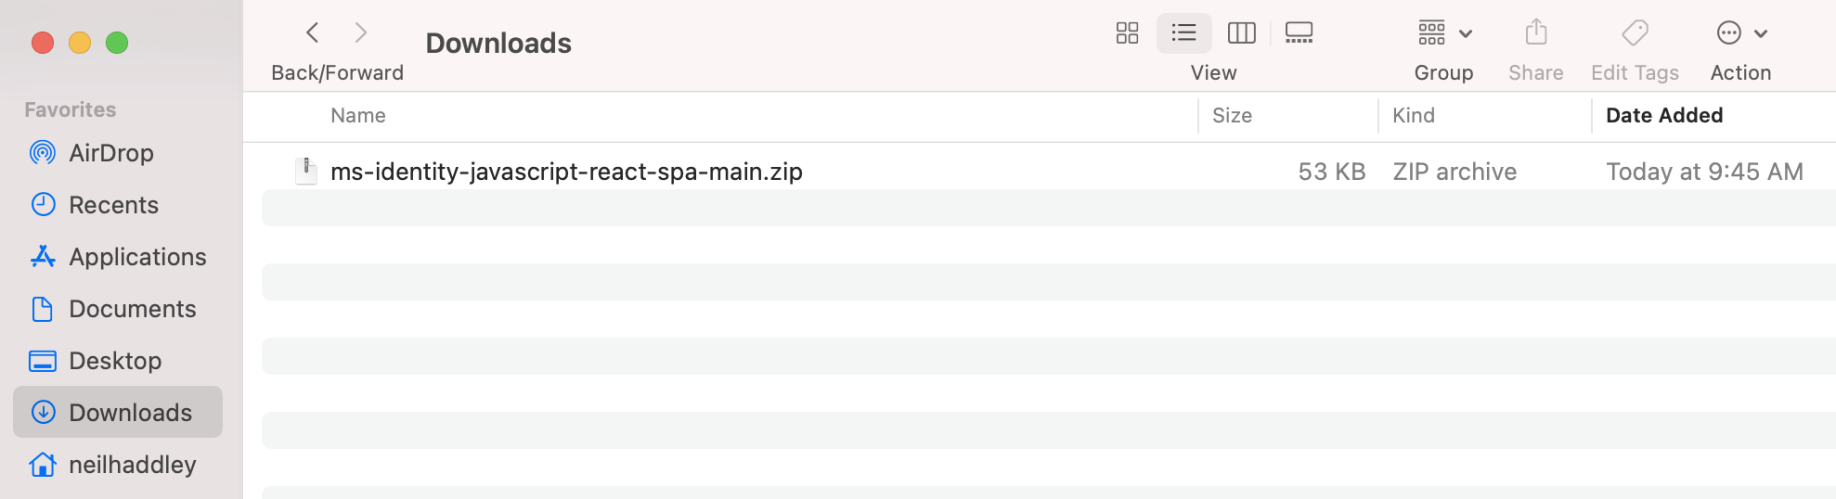 Back/Forward
Downloads
View
Group
Share
Edit Tags
Action
Favorites
AirDrop
Recents
Applications
Documents
Desktop
Downloads
neilhaddley
Name Size Kind Date Added
ms-identity-javascript-react-spa-main.zip 53 KB ZIP archive Today at 9:45 AM